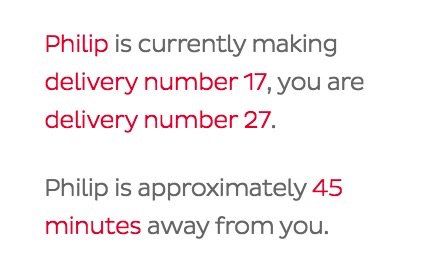 Philip is currently making
delivery number 17, you are
delivery number 27.
Philip is approximately 45
minutes away from you.